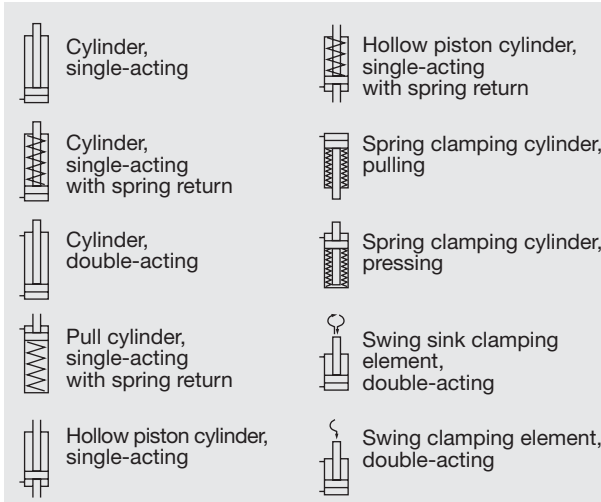 Cylinder,
single-acting
Cylinder,
single-acting
with spring return
Cylinder,
double-acting
Pull cylinder,
single-acting
with spring return
Hollow piston cylinder,
single-acting
Hollow piston cylinder,
single-acting
with spring return
Spring clamping cylinder,
pulling
Spring clamping cylinder,
pressing
Swing sink clamping
element,
double-acting
Swing clamping element,
double-acting